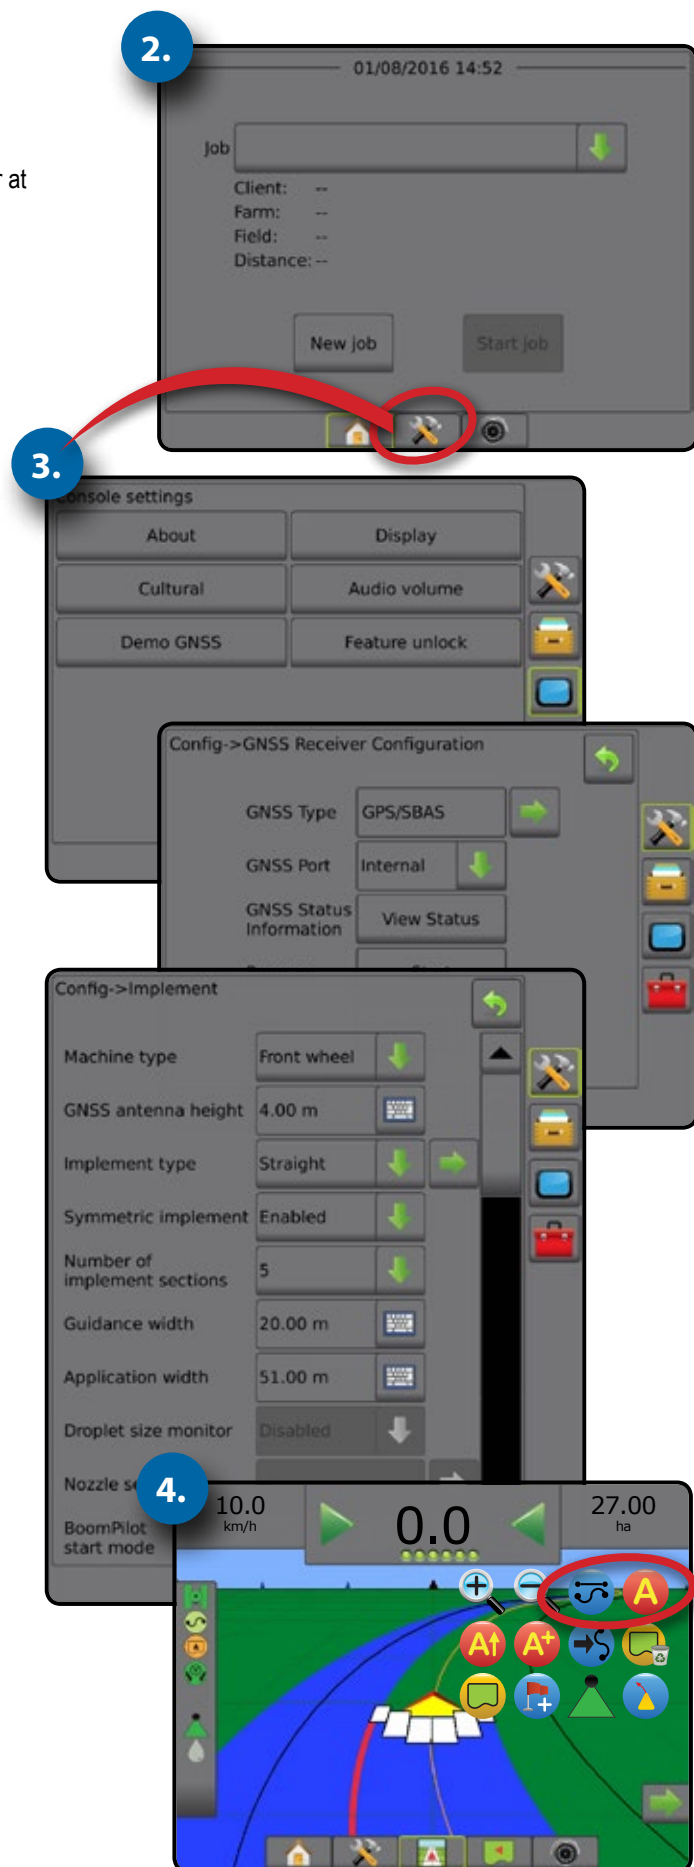 2.
01/08/2016 14:52
r at
Job
Client: --
Farm: --
Field: --
Distance: --
New job
Start job
3.
Console settings
About
Display
Cultural
Audio volume
Demo GNSS
Feature unlock
Config->GNSS Receiver Configuration
GNSS Type
GPS/SBAS
GNSS Port
Internal
GNSS Status
Information
View Status
Config->Implement
Machine type
Front wheel
GNSS antenna height
4.00 m
Implement type
Straight
Symmetric implement
Enabled
Number of
implement sections
5
Guidance width
20.00 m
Application width
51.00 m
Droplet size monitor
Disabled
Nozzle se
BoomPilot
start mode
4.
10.0
km/h
0.0
27.00
ha
A
A
A+